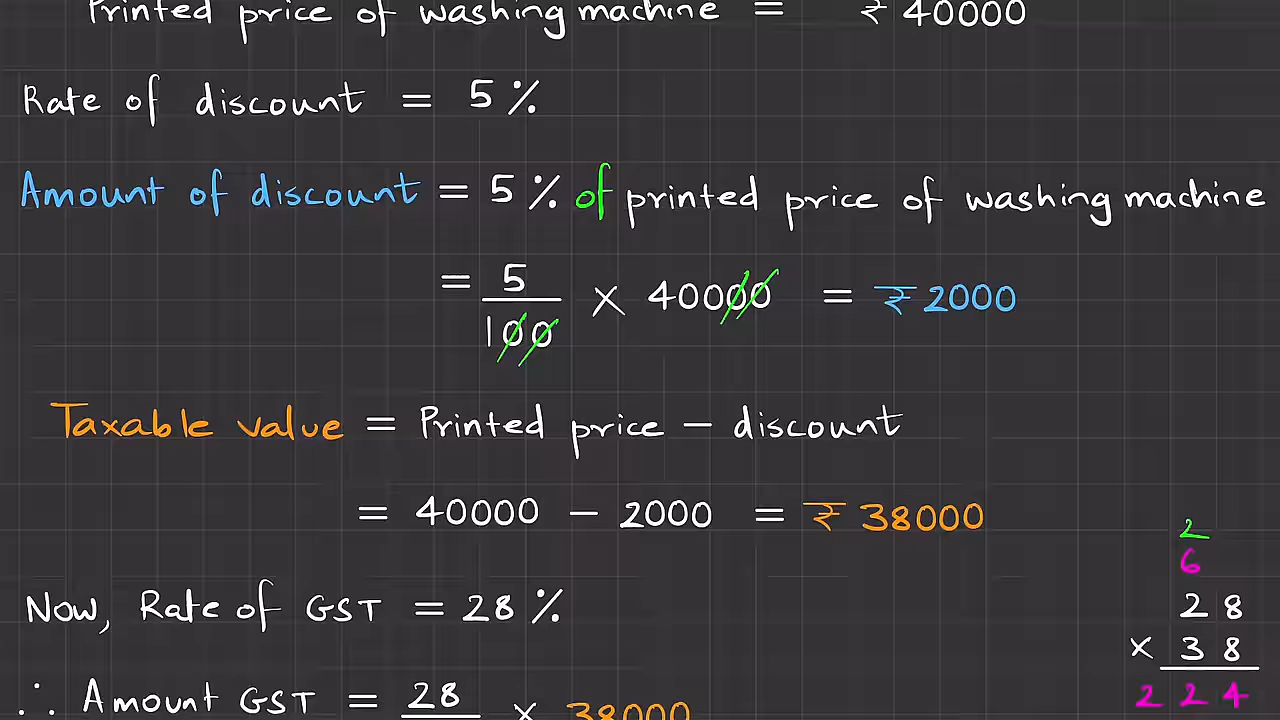 Printed price of washing machine = ₹ 40000
Rate of discount = 5 %
Amount of discount = 5 % of printed price of washing machine
= 5/100 × 40000 = ₹ 2000
Taxable value = Printed price − discount
= 40000 − 2000 = ₹ 38000
Now, Rate of GST = 28 %
∴ Amount GST = 28 × 38000
2
6
28
× 38
224